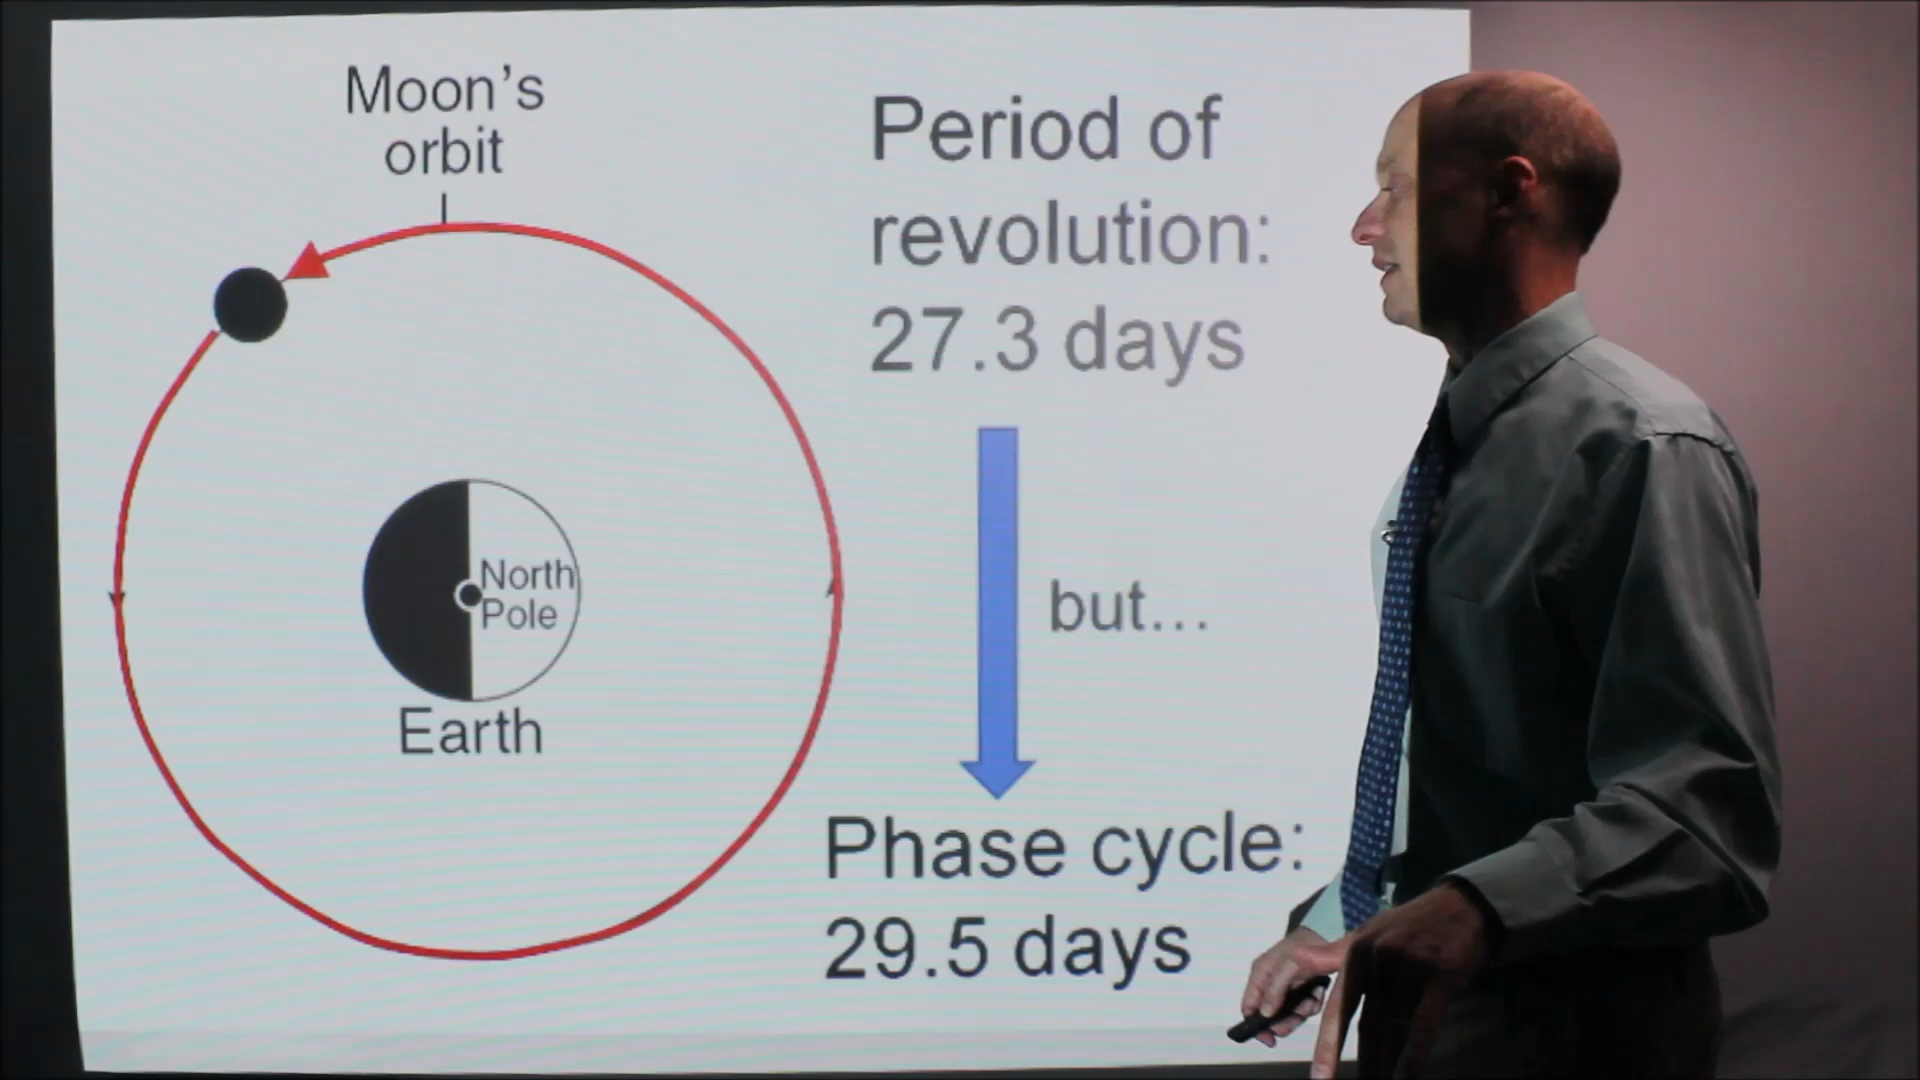 Moon's
orbit
Period of
revolution:
27.3 days
North
Pole
but...
Earth
Phase cycle:
29.5 days